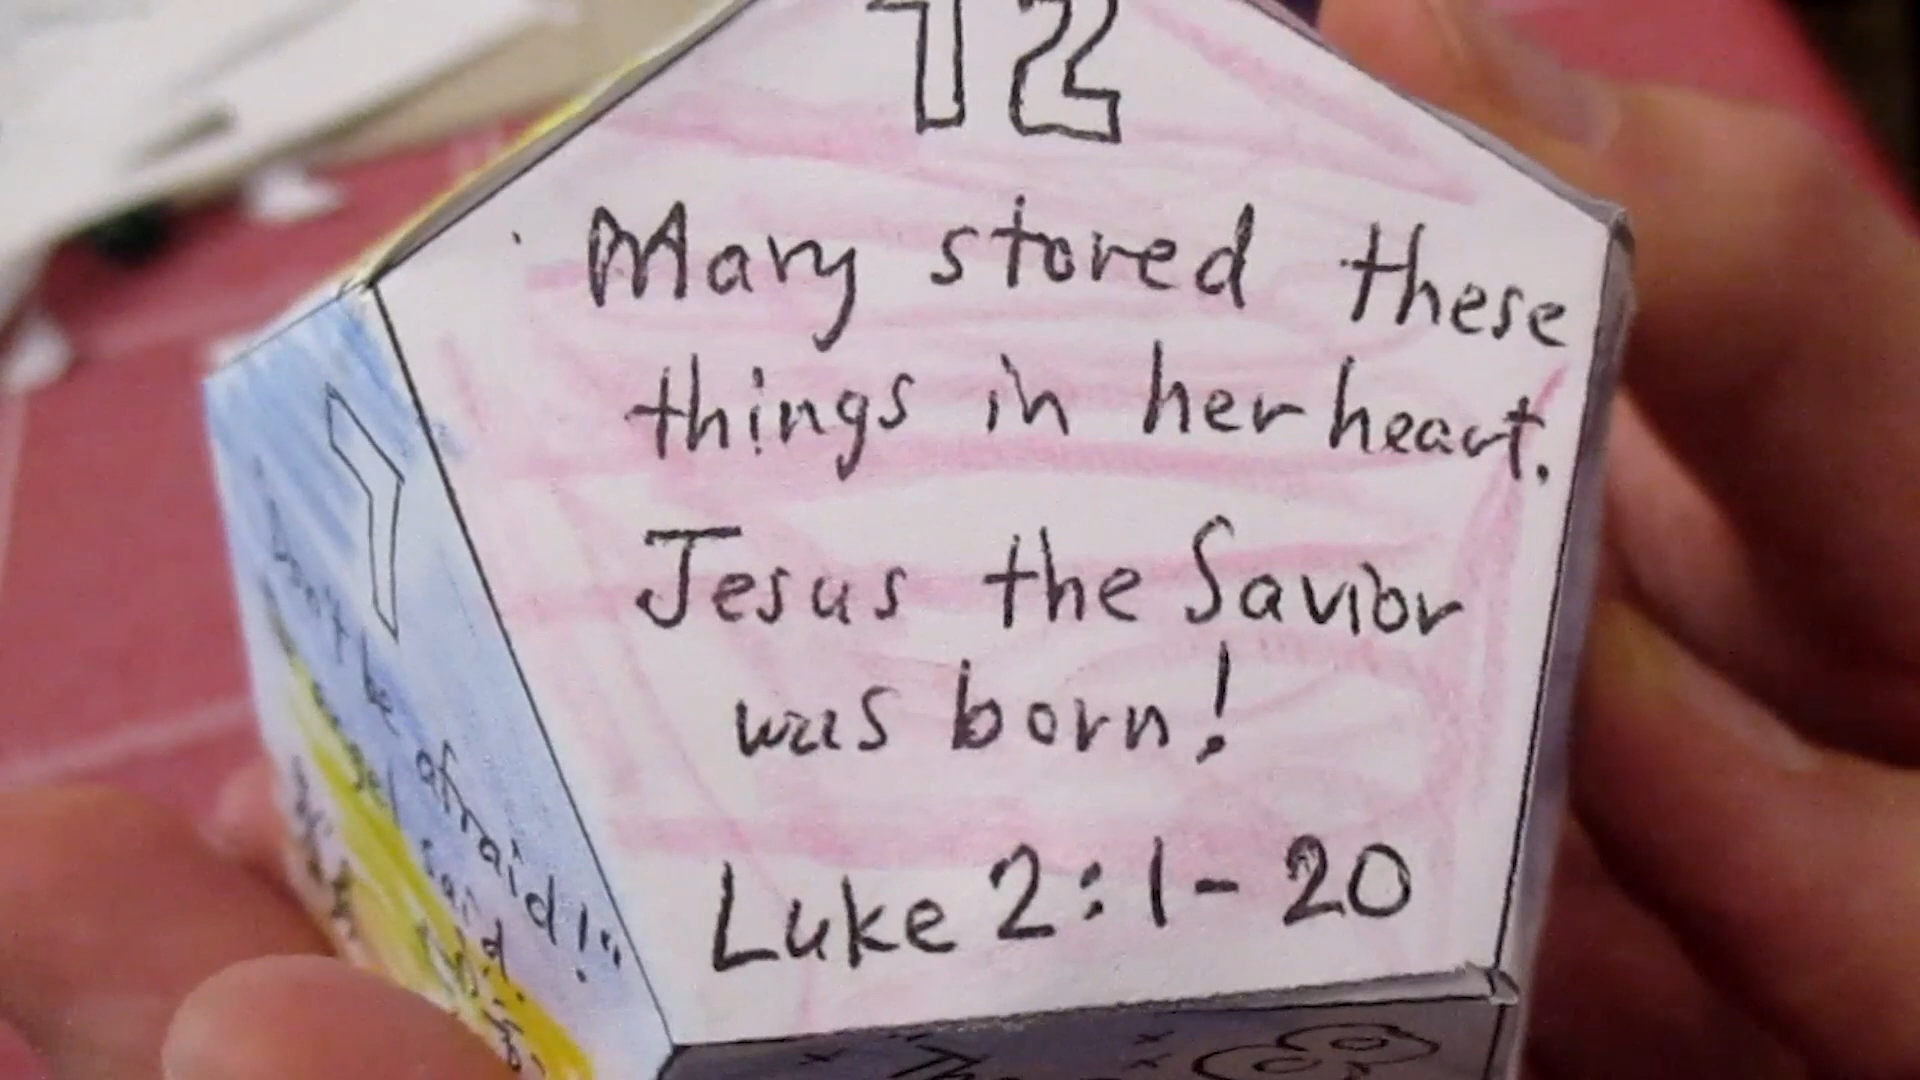 12
Mary stored these
things in her heart.
Jesus the Savior
was born!
Luke 2:1-20
7
Don't be afraid!"
angel said.